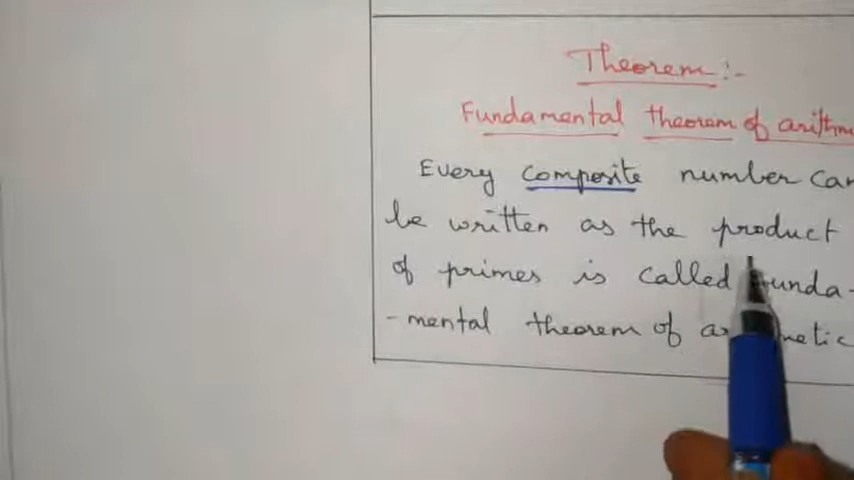 Theorem :-
Fundamental theorem of
Every composite number
be written as the product
of primes is called
-mental theorem of